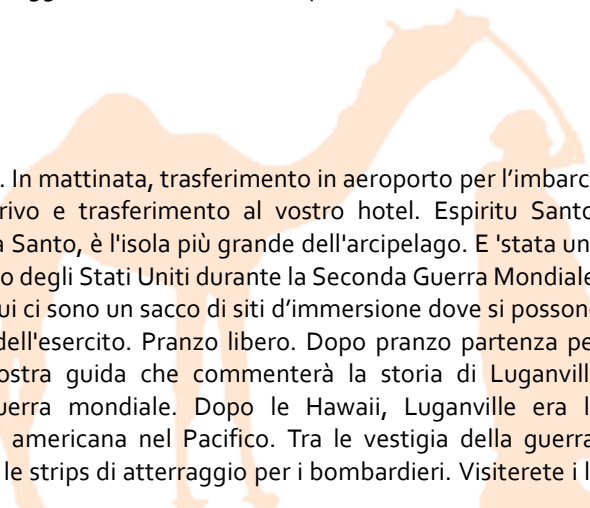 . In mattinata, trasferimento in aeroporto per l’imbarc
rivo e trasferimento al vostro hotel. Espiritu Santo
a Santo, è l'isola più grande dell'arcipelago. E 'stata un
o degli Stati Uniti durante la Seconda Guerra Mondiale
ui ci sono un sacco di siti d’immersione dove si posson
dell'esercito. Pranzo libero. Dopo pranzo partenza pe
ostra guida che commenterà la storia di Luganvill
uerra mondiale. Dopo le Hawaii, Luganville era l
americana nel Pacifico. Tra le vestigia della guerra
le strips di atterraggio per i bombardieri. Visiterete i l